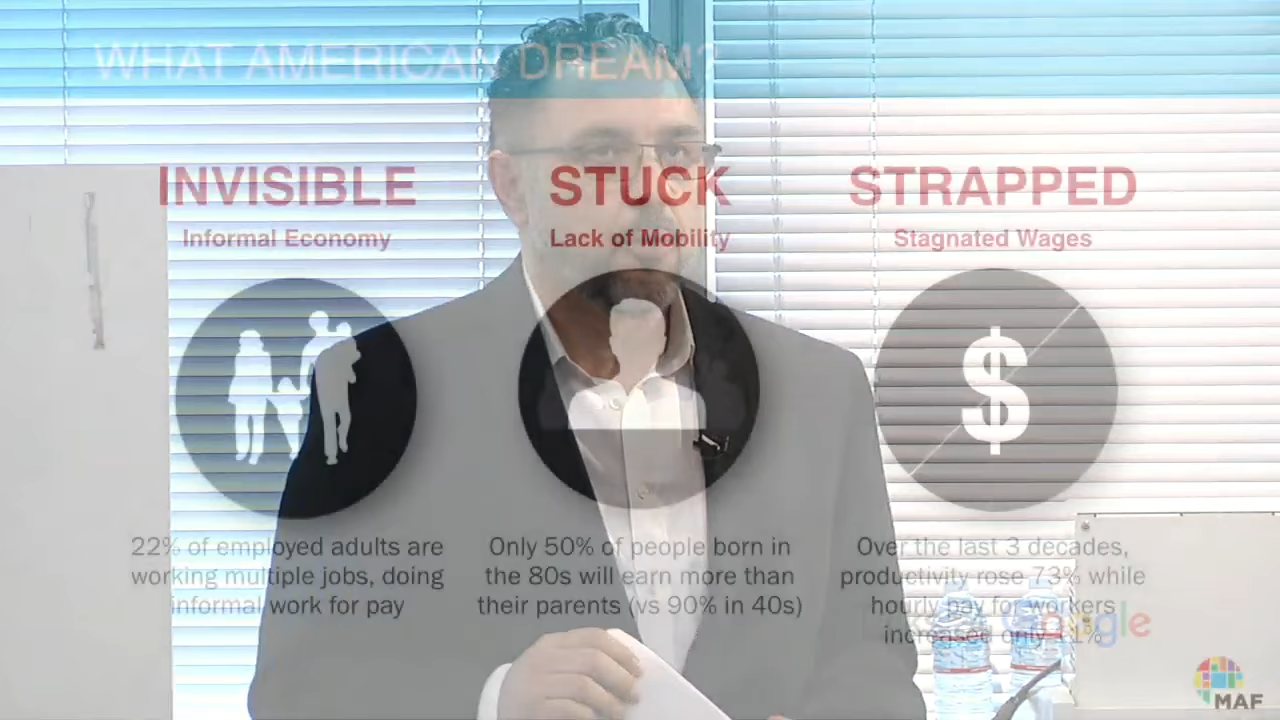 WHAT AMERICAN DREAM?
INVISIBLE
STUCK
STRAPPED
Informal Economy
Lack of Mobility
Stagnated Wages
$
22% of employed adults are
working multiple jobs, doing
informal work for pay
Only 50% of people born in
the 80s will earn more than
their parents (vs 90% in 40s)
Over the last 3 decades,
productivity rose 73% while
hourly pay for workers
increased only 11%
Google
MAF